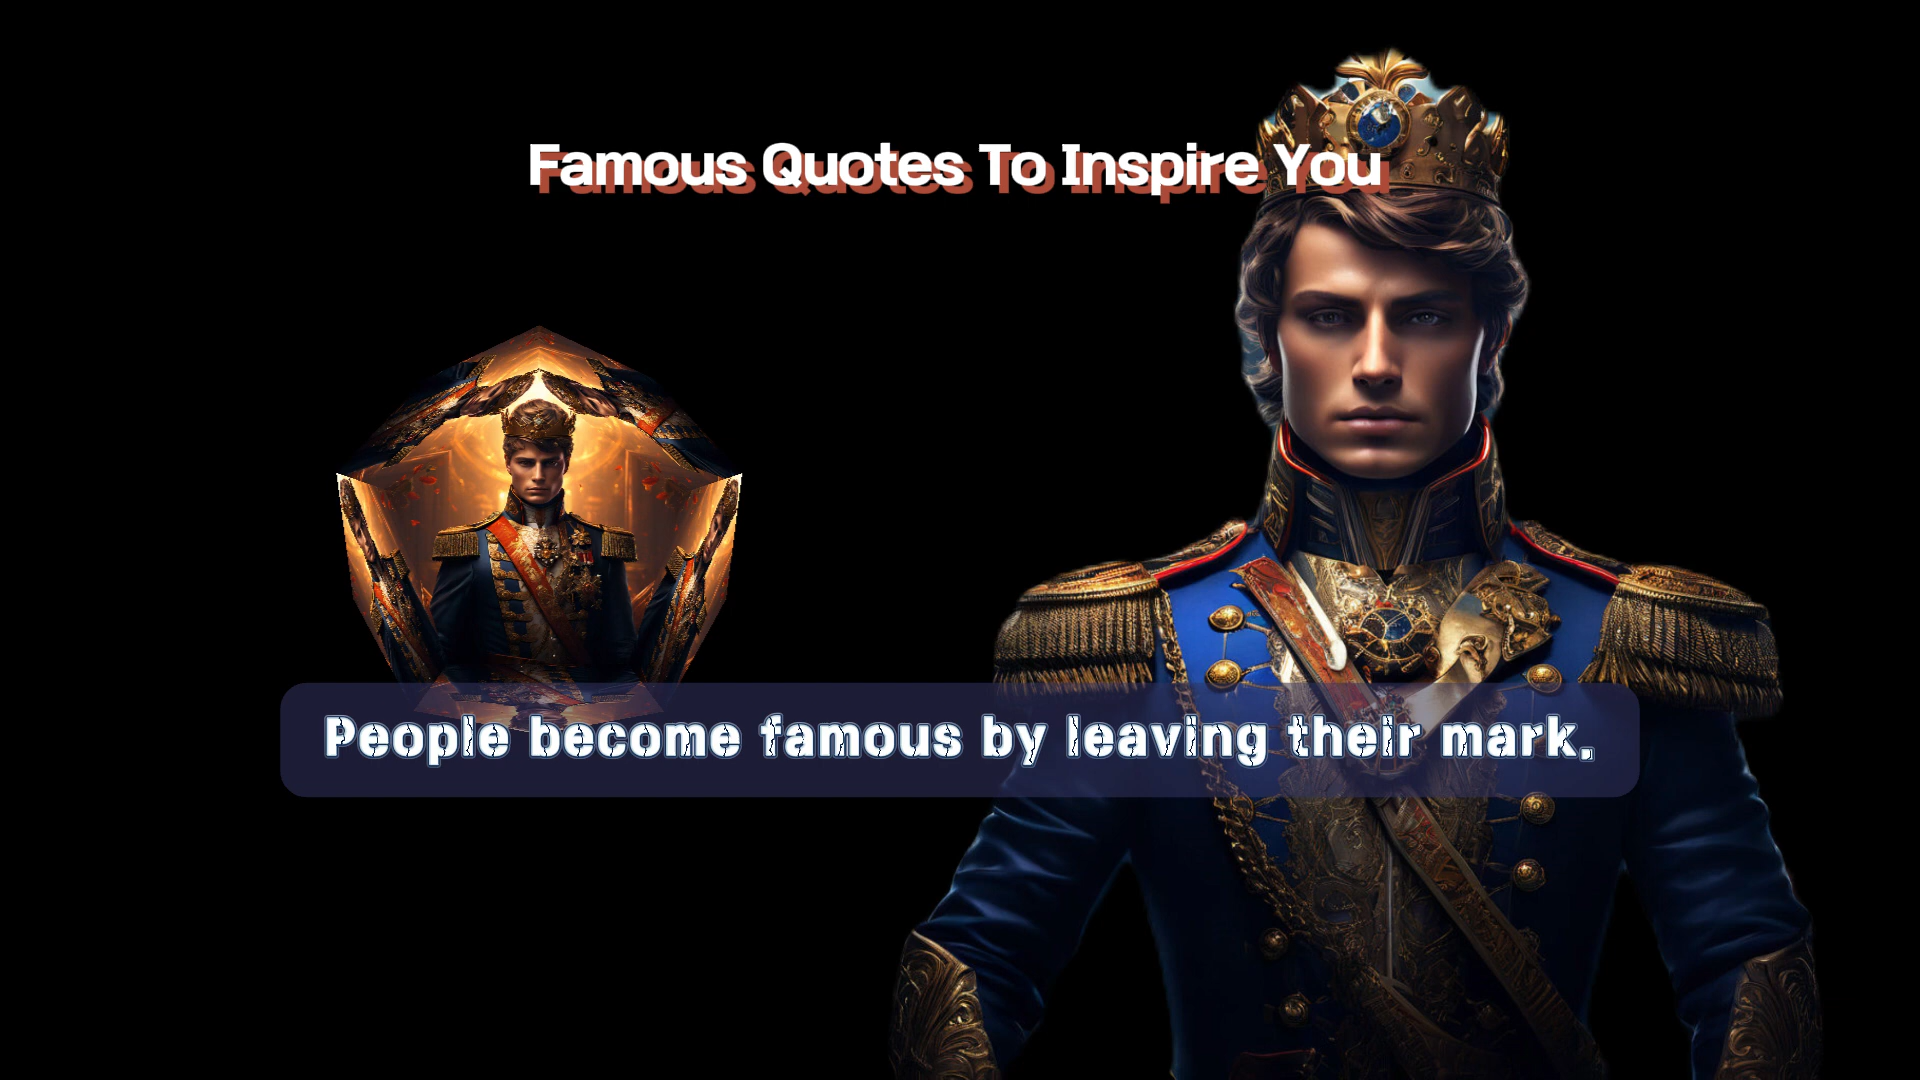 Famous Quotes To Inspire You
People become famous by leaving their mark.